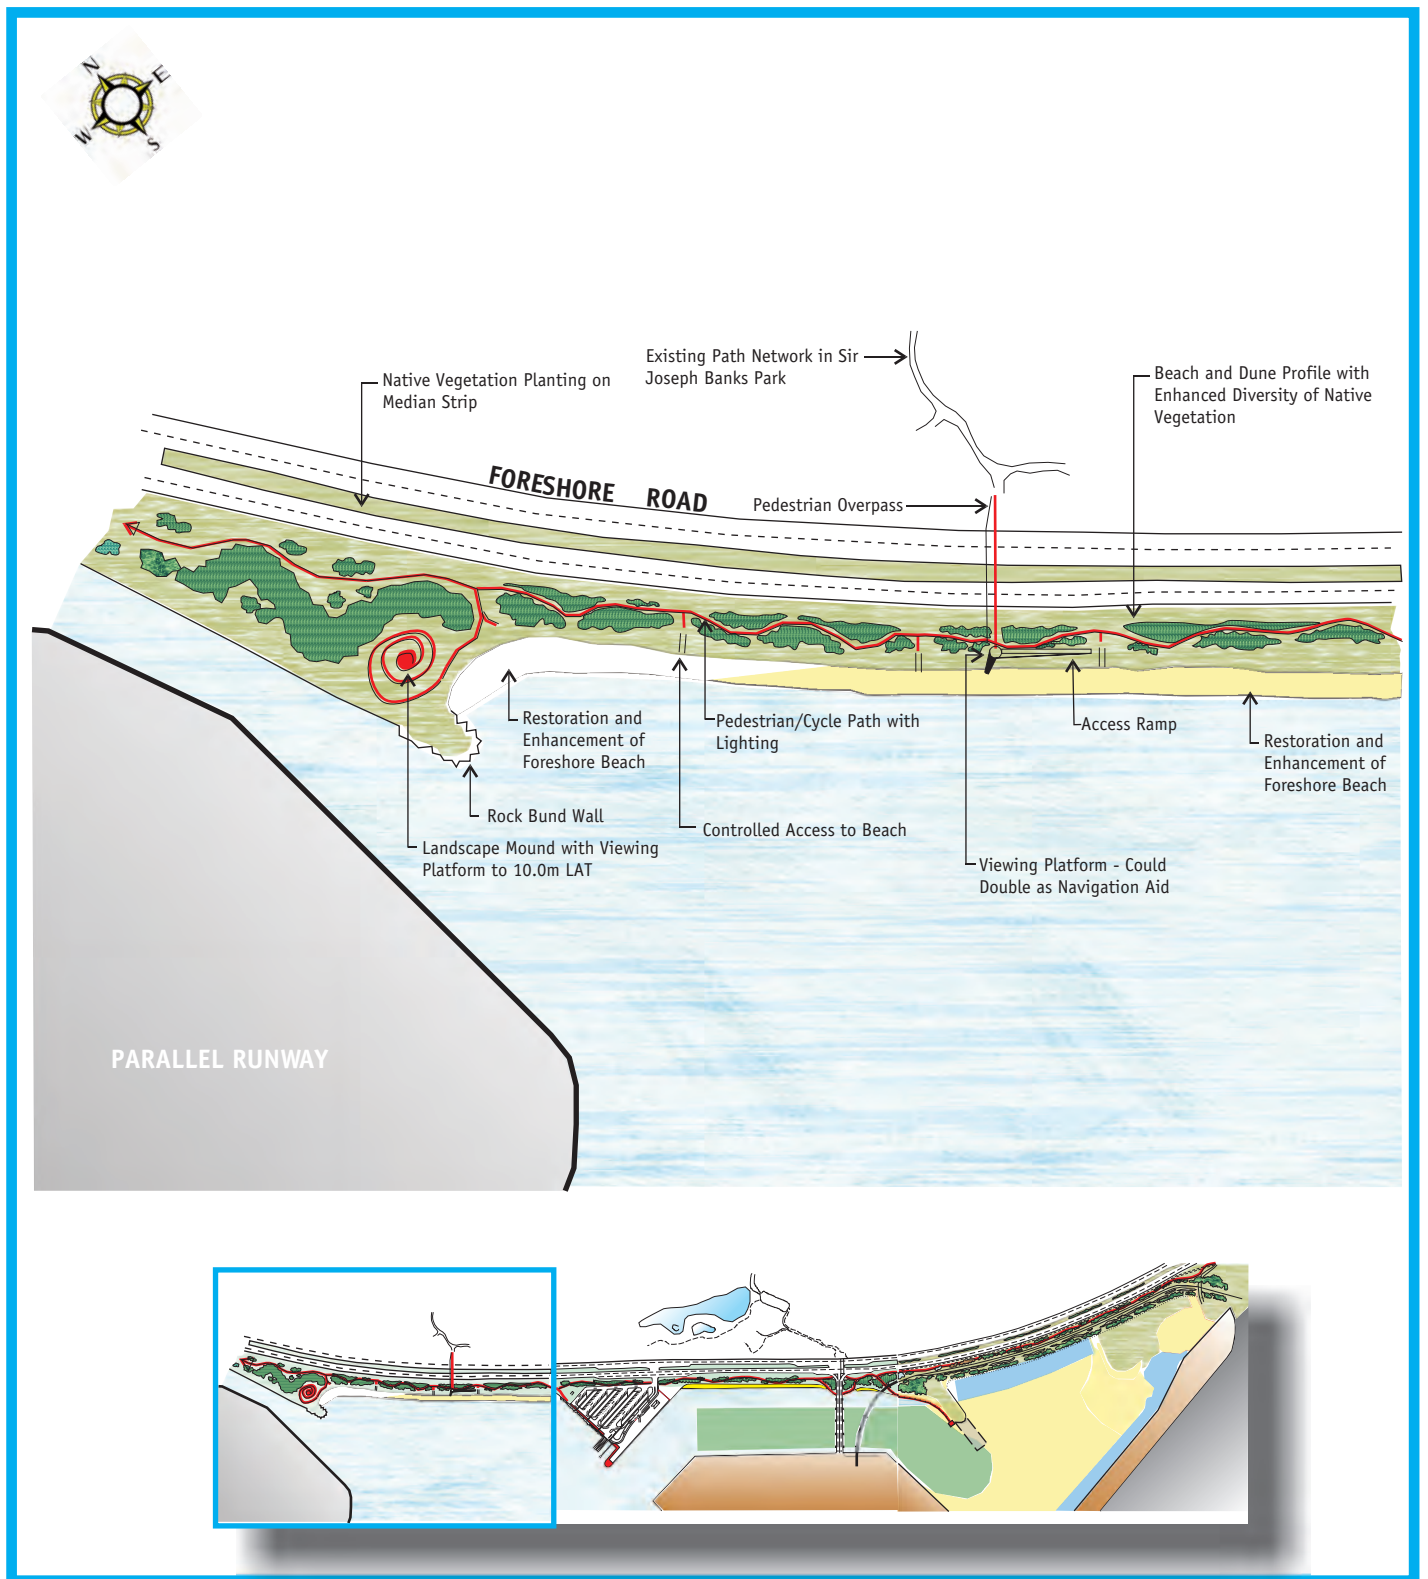 N
E
W
S
Existing Path Network in Sir
Joseph Banks Park
Native Vegetation Planting on
Median Strip
Beach and Dune Profile with
Enhanced Diversity of Native
Vegetation
FORESHORE ROAD
Pedestrian Overpass
Restoration and
Enhancement of
Foreshore Beach
Pedestrian/Cycle Path with
Lighting
Access Ramp
Restoration and
Enhancement of
Foreshore Beach
Rock Bund Wall
Controlled Access to Beach
Landscape Mound with Viewing
Platform to 10.0m LAT
Viewing Platform - Could
Double as Navigation Aid
PARALLEL RUNWAY